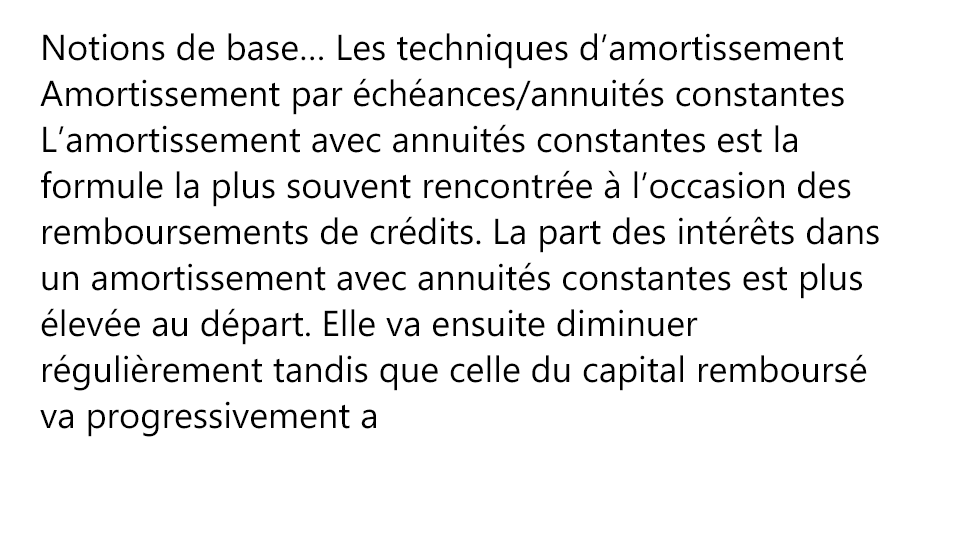 Notions de base… Les techniques d’amortissement
Amortissement par échéances/annuités constantes
L’amortissement avec annuités constantes est la
formule la plus souvent rencontrée à l’occasion des
remboursements de crédits. La part des intérêts dans
un amortissement avec annuités constantes est plus
élevée au départ. Elle va ensuite diminuer
régulièrement tandis que celle du capital remboursé
va progressivement a